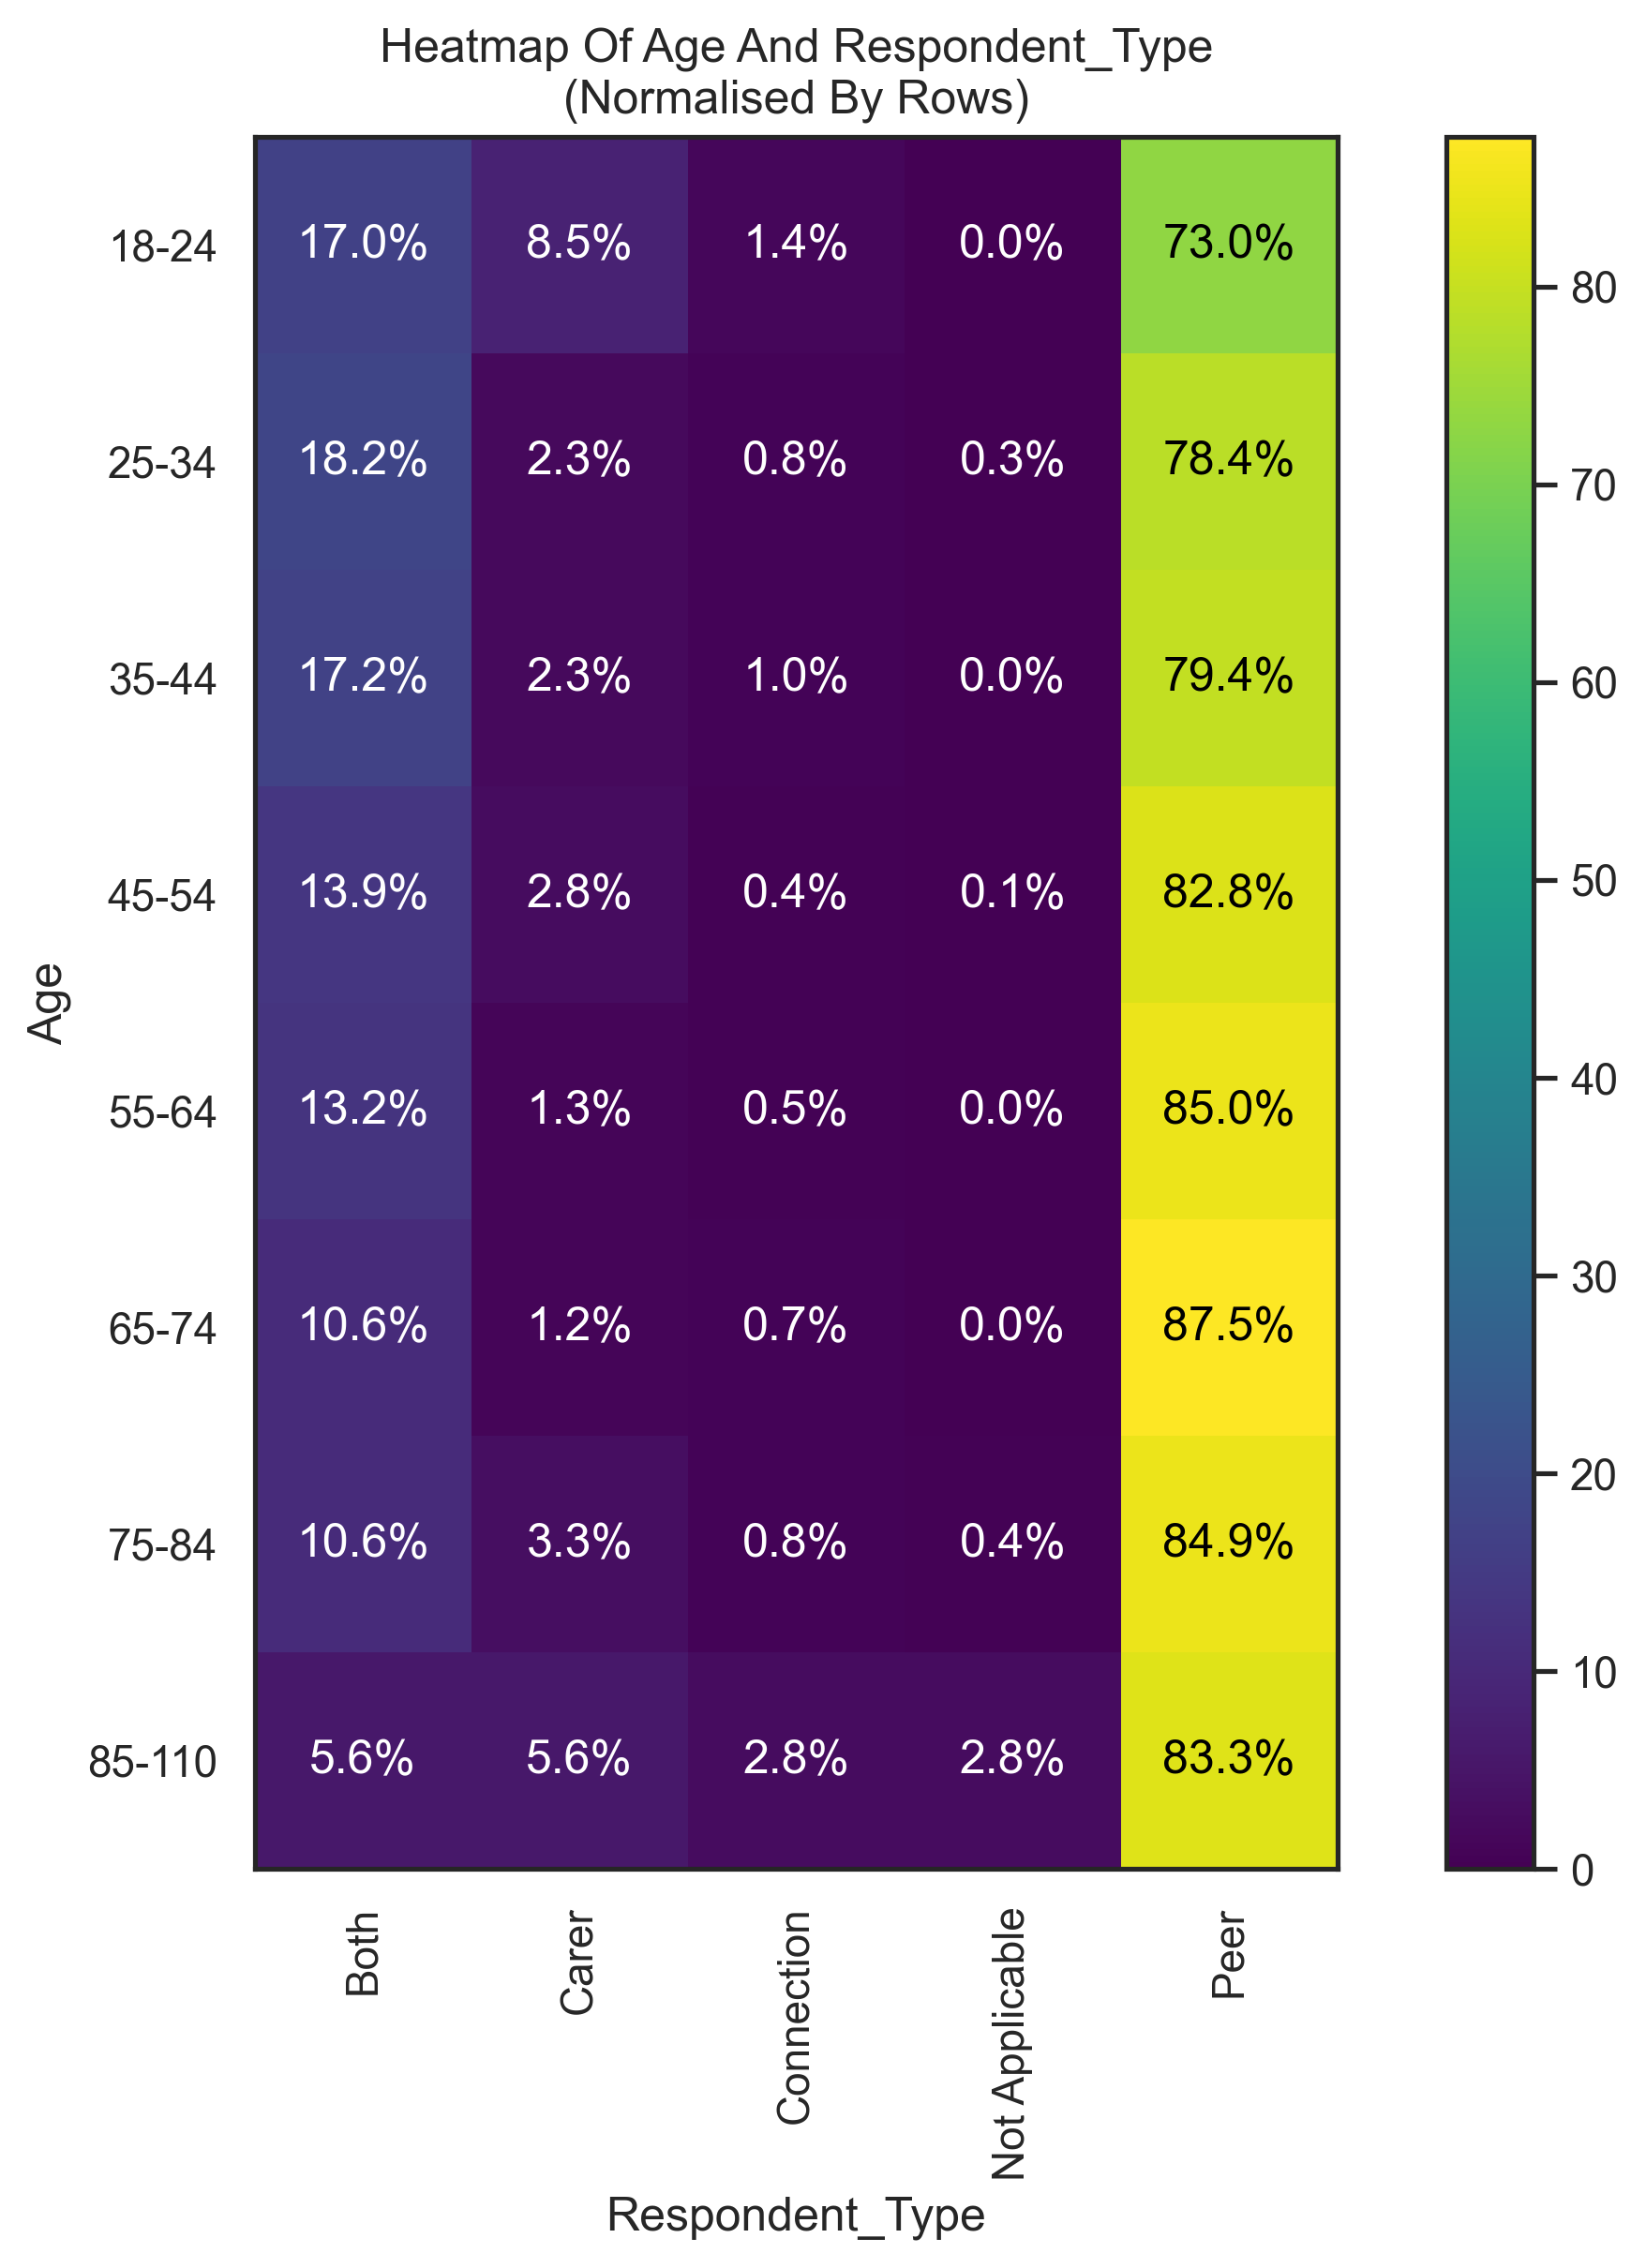 Heatmap Of Age And Respondent_Type
(Normalised By Rows)
18-24 17.0% 8.5% 1.4% 0.0% 73.0%
25-34 18.2% 2.3% 0.8% 0.3% 78.4%
35-44 17.2% 2.3% 1.0% 0.0% 79.4%
45-54 13.9% 2.8% 0.4% 0.1% 82.8%
55-64 13.2% 1.3% 0.5% 0.0% 85.0%
65-74 10.6% 1.2% 0.7% 0.0% 87.5%
75-84 10.6% 3.3% 0.8% 0.4% 84.9%
85-110 5.6% 5.6% 2.8% 2.8% 83.3%
Age
Both
Carer
Connection
Not Applicable
Peer
Respondent_Type
80
70
60
50
40
30
20
10
0